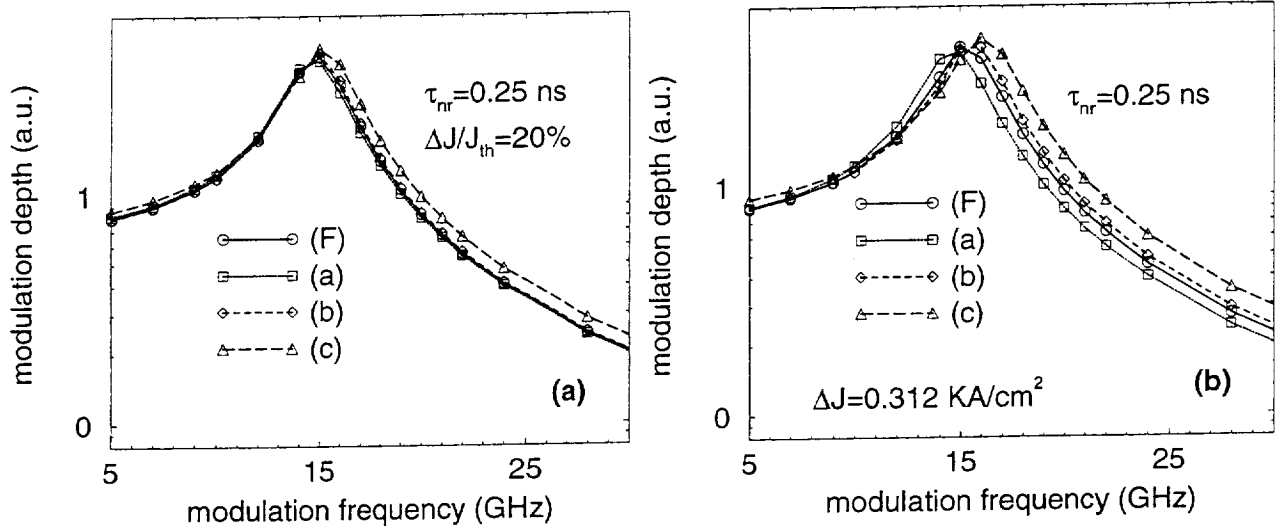 modulation depth (a.u.)
1
0
τnr=0.25 ns
ΔJ/Jth=20%
(F)
(a)
(b)
(c)
(a)
5
15
25
modulation frequency (GHz)
modulation depth (a.u.)
1
0
τnr=0.25 ns
(F)
(a)
(b)
(c)
ΔJ=0.312 KA/cm²
(b)
5
15
25
modulation frequency (GHz)